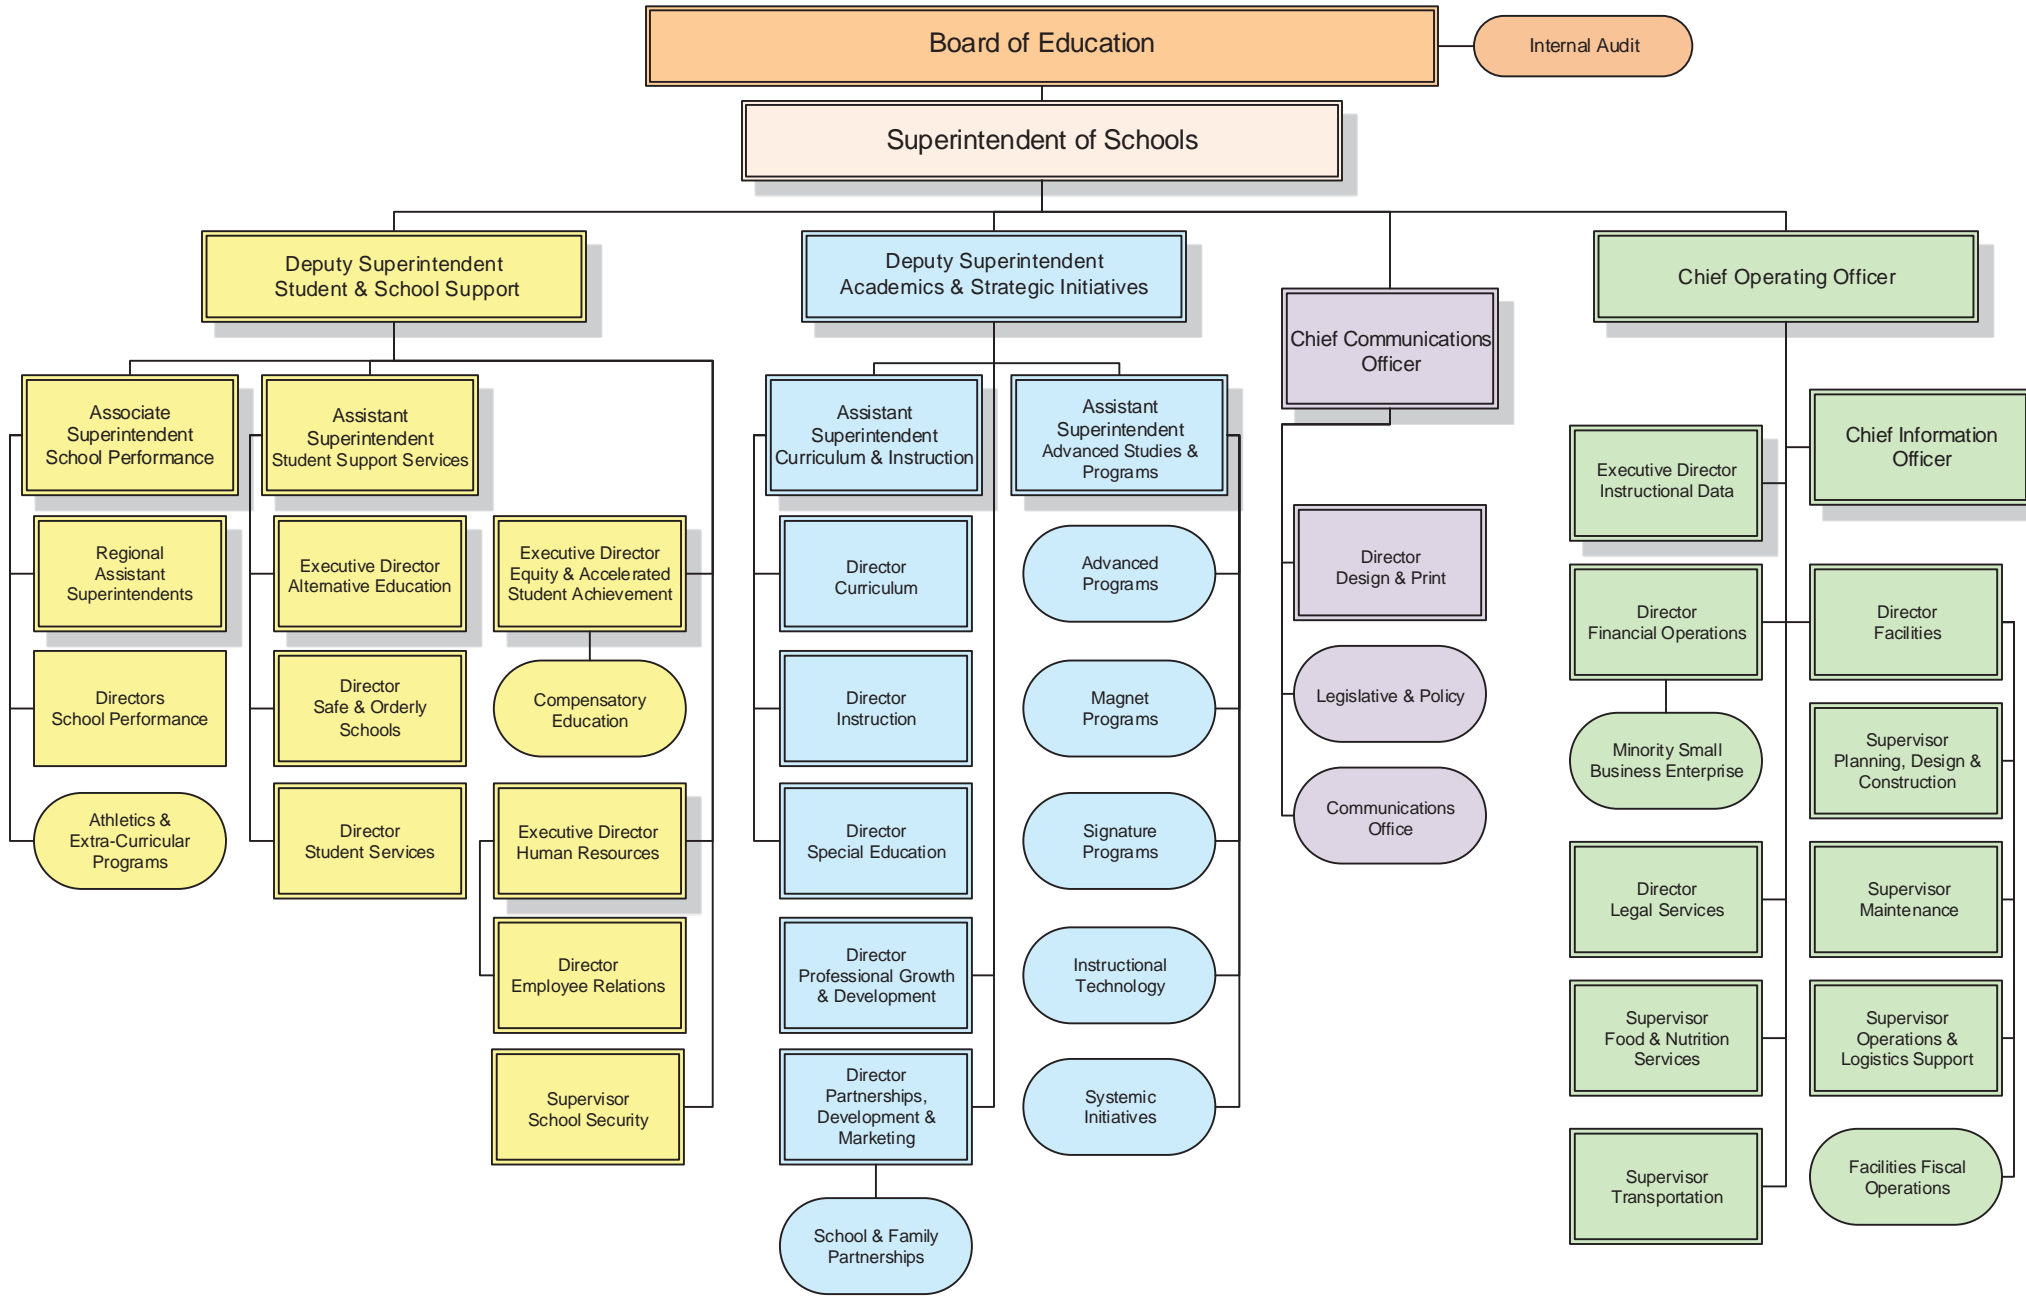 Board of Education
Internal Audit
Superintendent of Schools
Deputy Superintendent
Student & School Support
Deputy Superintendent
Academics & Strategic Initiatives
Chief Communications
Officer
Chief Operating Officer
Associate
Superintendent
School Performance
Assistant
Superintendent
Student Support Services
Assistant
Superintendent
Curriculum & Instruction
Assistant
Superintendent
Advanced Studies &
Programs
Executive Director
Instructional Data
Chief Information
Officer
Regional
Assistant
Superintendents
Executive Director
Alternative Education
Executive Director
Equity & Accelerated
Student Achievement
Director
Curriculum
Advanced
Programs
Director
Design & Print
Director
Financial Operations
Director
Facilities
Directors
School Performance
Director
Safe & Orderly
Schools
Compensatory
Education
Director
Instruction
Magnet
Programs
Legislative & Policy
Minority Small
Business Enterprise
Supervisor
Planning, Design &
Construction
Athletics &
Extra-Curricular
Programs
Director
Student Services
Executive Director
Human Resources
Director
Special Education
Signature
Programs
Communications
Office
Director
Legal Services
Supervisor
Maintenance
Director
Employee Relations
Director
Professional Growth
& Development
Instructional
Technology
Supervisor
Food & Nutrition
Services
Supervisor
Operations &
Logistics Support
Supervisor
School Security
Director
Partnerships,
Development &
Marketing
Systemic
Initiatives
Supervisor
Transportation
Facilities Fiscal
Operations
School & Family
Partnerships